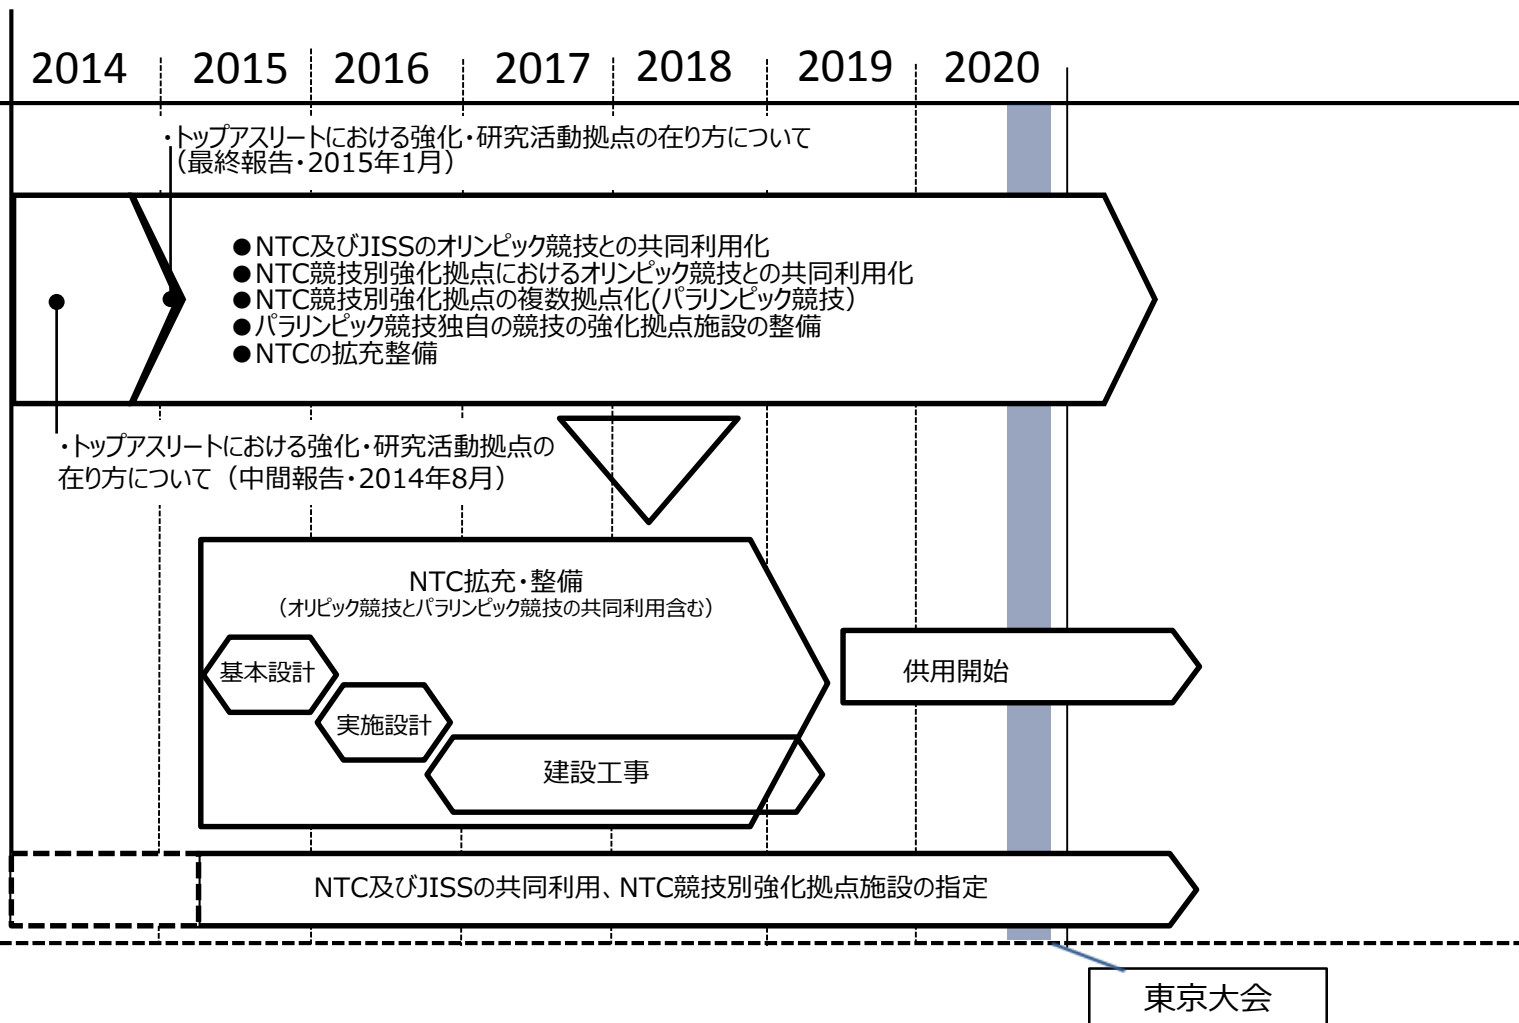 2014 2015 2016 2017 2018 2019 2020
・トップアスリートにおける強化・研究活動拠点の在り方について
（最終報告・2015年1月）
●NTC及びJISSのオリンピック競技との共同利用化
●NTC競技別強化拠点におけるオリンピック競技との共同利用化
●NTC競技別強化拠点の複数拠点化(パラリンピック競技）
●パラリンピック競技独自の競技の強化拠点施設の整備
●NTCの拡充整備
・トップアスリートにおける強化・研究活動拠点の
在り方について（中間報告・2014年8月）
NTC拡充・整備
（オリピック競技とパラリンピック競技の共同利用含む）
基本設計
供用開始
実施設計
建設工事
NTC及びJISSの共同利用、NTC競技別強化拠点施設の指定
東京大会